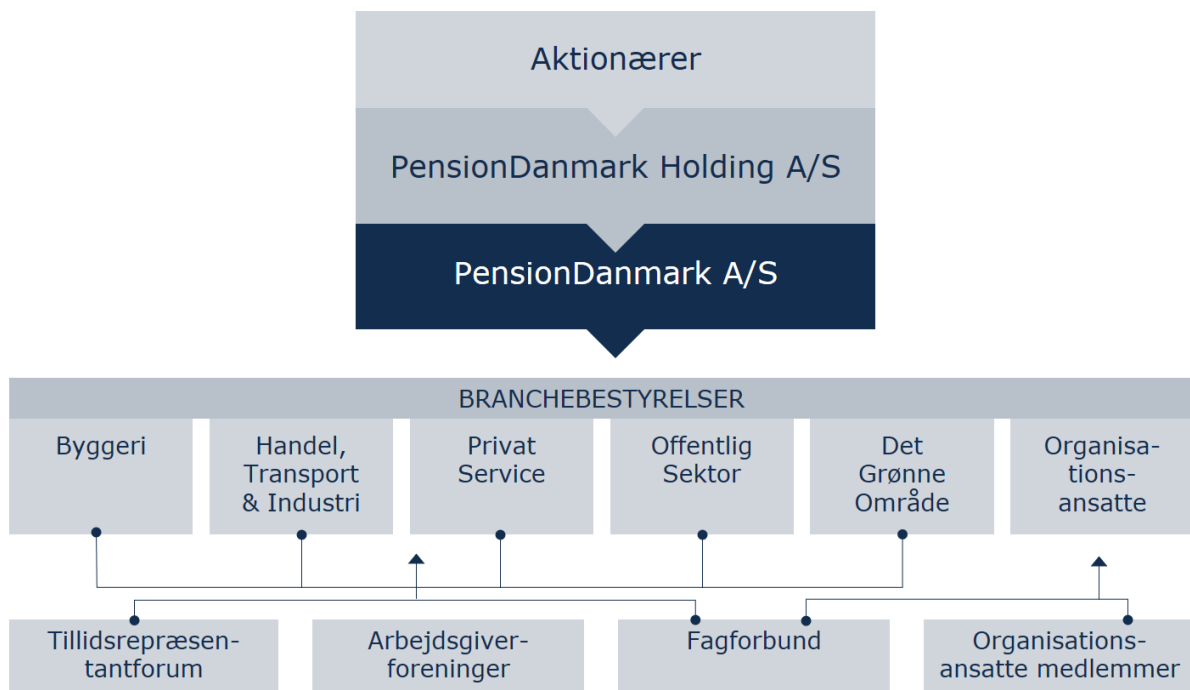 Aktionærer
PensionDanmark Holding A/S
PensionDanmark A/S
BRANCHEBESTYRELSER
Byggeri
Handel,
Transport
& Industri
Privat
Service
Offentlig
Sektor
Det
Grønne
Område
Organisa-
tions-
ansatte
Tillidsrepræsen-
tantforum
Arbejdsgiver-
foreninger
Fagforbund
Organisations-
ansatte medlemmer